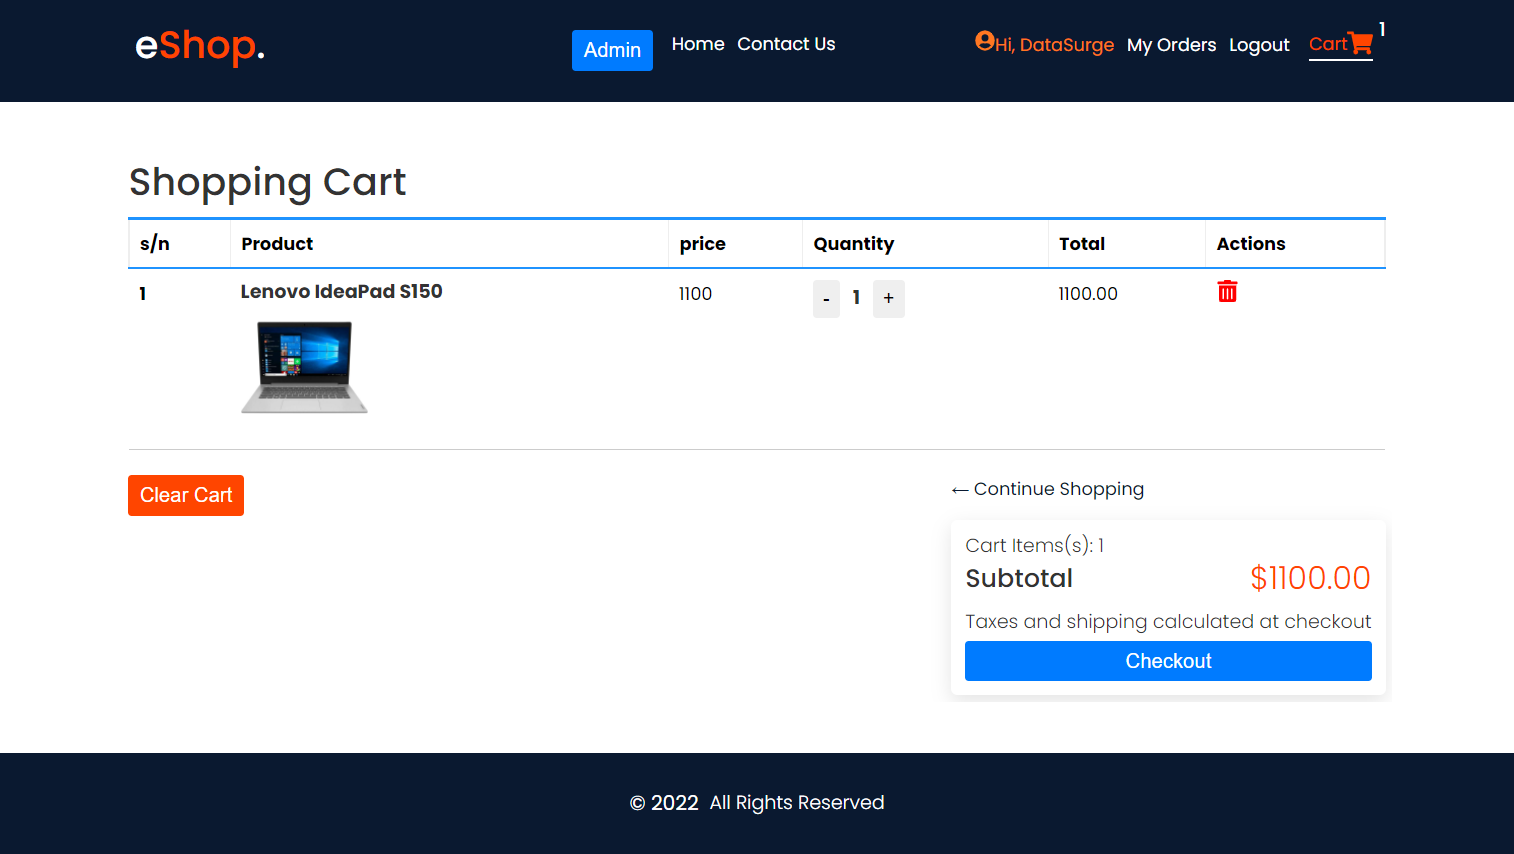 eShop.
Admin Home Contact Us Hi, DataSurge My Orders Logout Cart 1
Shopping Cart
s/n Product price Quantity Total Actions
1 Lenovo IdeaPad S150 1100 - 1 + 1100.00
Clear Cart
← Continue Shopping
Cart Items(s): 1
Subtotal $1100.00
Taxes and shipping calculated at checkout
Checkout
© 2022 All Rights Reserved